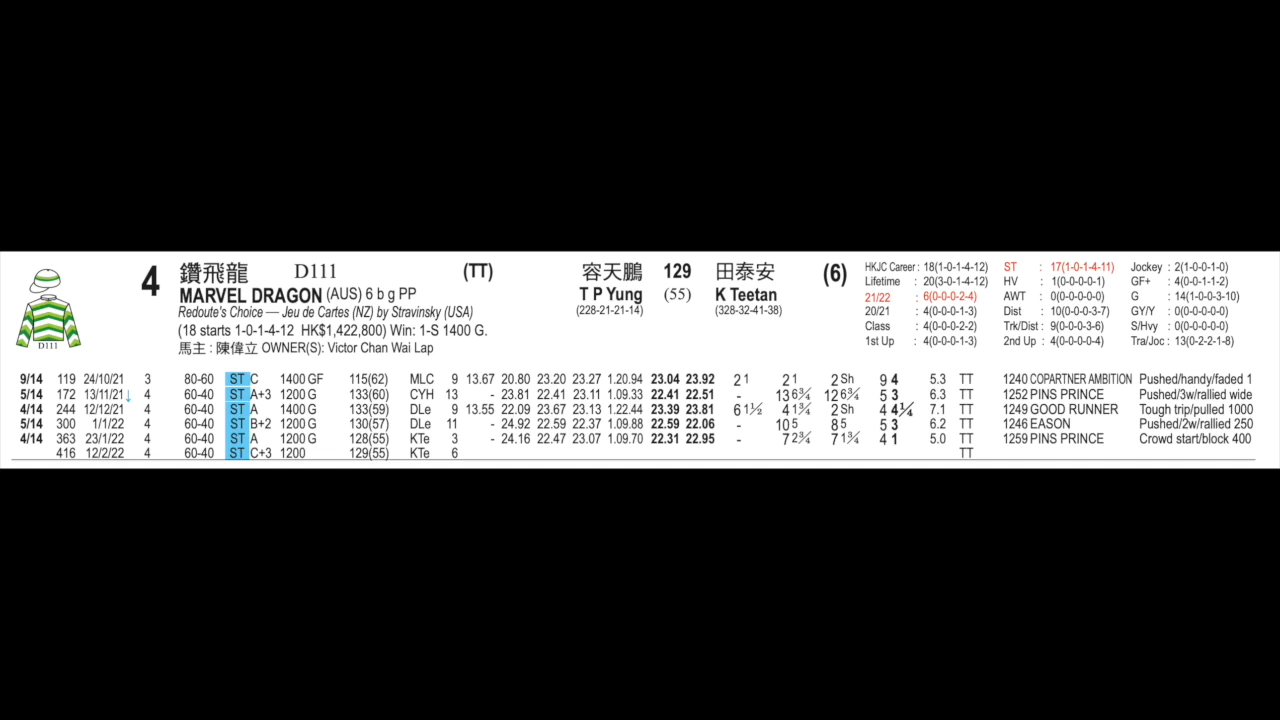 4 鑽飛龍 D111 (TT) 容天鵬 129 田泰安 (6)
MARVEL DRAGON (AUS) 6 b g PP T P Yung (55) K Teetan
Redoute's Choice — Jeu de Cartes (NZ) by Stravinsky (USA) (228-21-21-14) (328-32-41-38)
(18 starts 1-0-1-4-12 HK$1,422,800) Win: 1-S 1400 G.
馬主 : 陳偉立 OWNER(S): Victor Chan Wai Lap
D111
HKJC Career : 18(1-0-1-4-12) ST : 17(1-0-1-4-11) Jockey : 2(1-0-0-1-0)
Lifetime : 20(3-0-1-4-12) HV : 1(0-0-0-0-1) GF+ : 4(0-0-1-1-2)
21/22 : 6(0-0-0-2-4) AWT : 0(0-0-0-0-0) G : 14(1-0-0-3-10)
20/21 : 4(0-0-0-1-3) Dist : 10(0-0-0-3-7) GY/Y : 0(0-0-0-0-0)
Class : 4(0-0-0-2-2) Trk/Dist : 9(0-0-0-3-6) S/Hvy : 0(0-0-0-0-0)
1st Up : 4(0-0-0-1-3) 2nd Up : 4(0-0-0-0-4) Tra/Joc : 13(0-2-2-1-8)
9/14 119 24/10/21 3 80-60 ST C 1400 GF 115(62) MLC 9 13.67 20.80 23.20 23.27 1.20.94 23.04 23.92 2 1 2 1 2 Sh 9 4 5.3 TT 1240 COPARTNER AMBITION Pushed/handy/faded 1
5/14 172 13/11/21↓ 4 60-40 ST A+3 1200 G 133(60) CYH 13 - 23.81 22.41 23.11 1.09.33 22.41 22.51 - 13 6¾ 12 6¾ 5 3 6.3 TT 1252 PINS PRINCE Pushed/3w/rallied wide
4/14 244 12/12/21 4 60-40 ST A 1400 G 133(59) DLe 9 13.55 22.09 23.67 23.13 1.22.44 23.39 23.81 6 1½ 4 1¾ 2 Sh 4 4¼ 7.1 TT 1249 GOOD RUNNER Tough trip/pulled 1000
5/14 300 1/1/22 4 60-40 ST B+2 1200 G 130(57) DLe 11 - 24.92 22.59 22.37 1.09.88 22.59 22.06 - 10 5 8 5 5 3 6.2 TT 1246 EASON Pushed/2w/rallied 250
4/14 363 23/1/22 4 60-40 ST A 1200 G 128(55) KTe 3 - 24.16 22.47 23.07 1.09.70 22.31 22.95 - 7 2¾ 7 1¾ 4 1 5.0 TT 1259 PINS PRINCE Crowd start/block 400
416 12/2/22 4 60-40 ST C+3 1200 129(55) KTe 6 TT